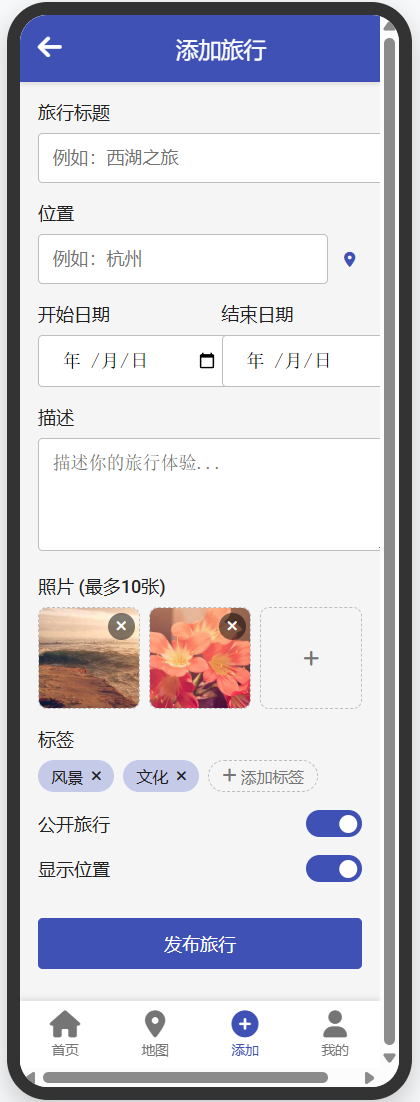 添加旅行
旅行标题
例如：西湖之旅
位置
例如：杭州
开始日期 结束日期
年 /月/日 年 /月/日
描述
描述你的旅行体验...
照片 (最多10张)
标签
风景 × 文化 × + 添加标签
公开旅行
显示位置
发布旅行
首页 地图 添加 我的